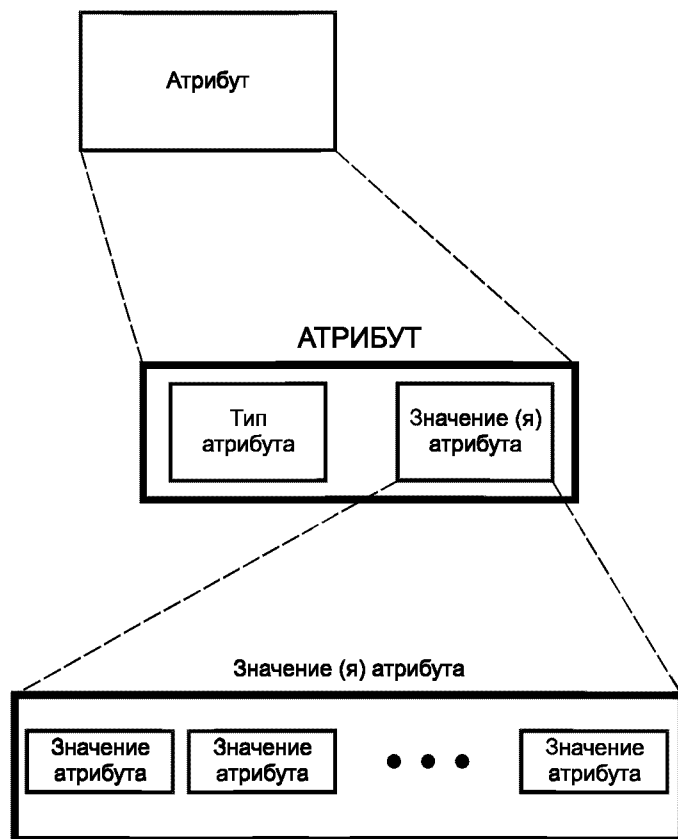 Атрибут
АТРИБУТ
Тип
атрибута
Значение (я)
атрибута
Значение (я) атрибута
Значение
атрибута
Значение
атрибута
• • •
Значение
атрибута